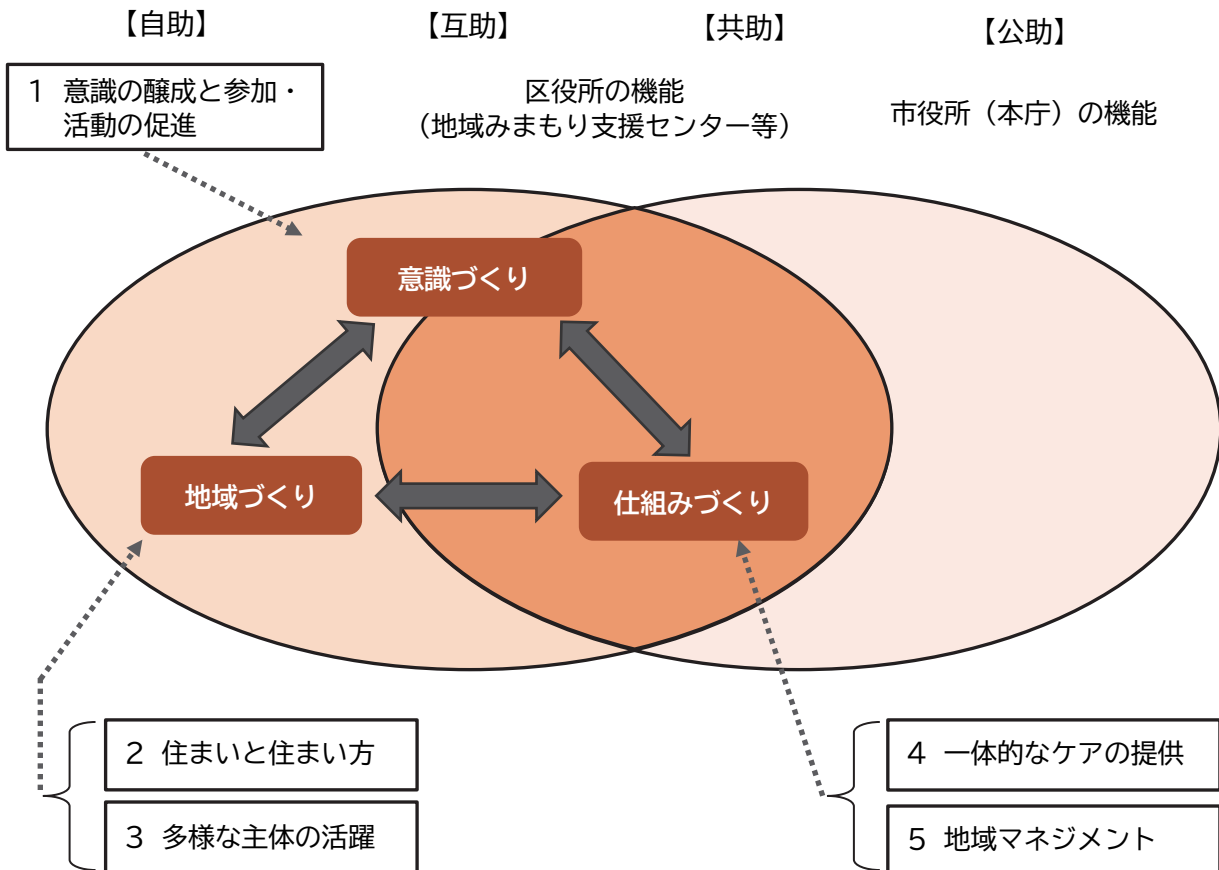 【自助】
【互助】
【共助】
【公助】
1 意識の醸成と参加・
活動の促進
区役所の機能
（地域みまもり支援センター等）
市役所（本庁）の機能
意識づくり
地域づくり
仕組みづくり
2 住まいと住まい方
3 多様な主体の活躍
4 一体的なケアの提供
5 地域マネジメント